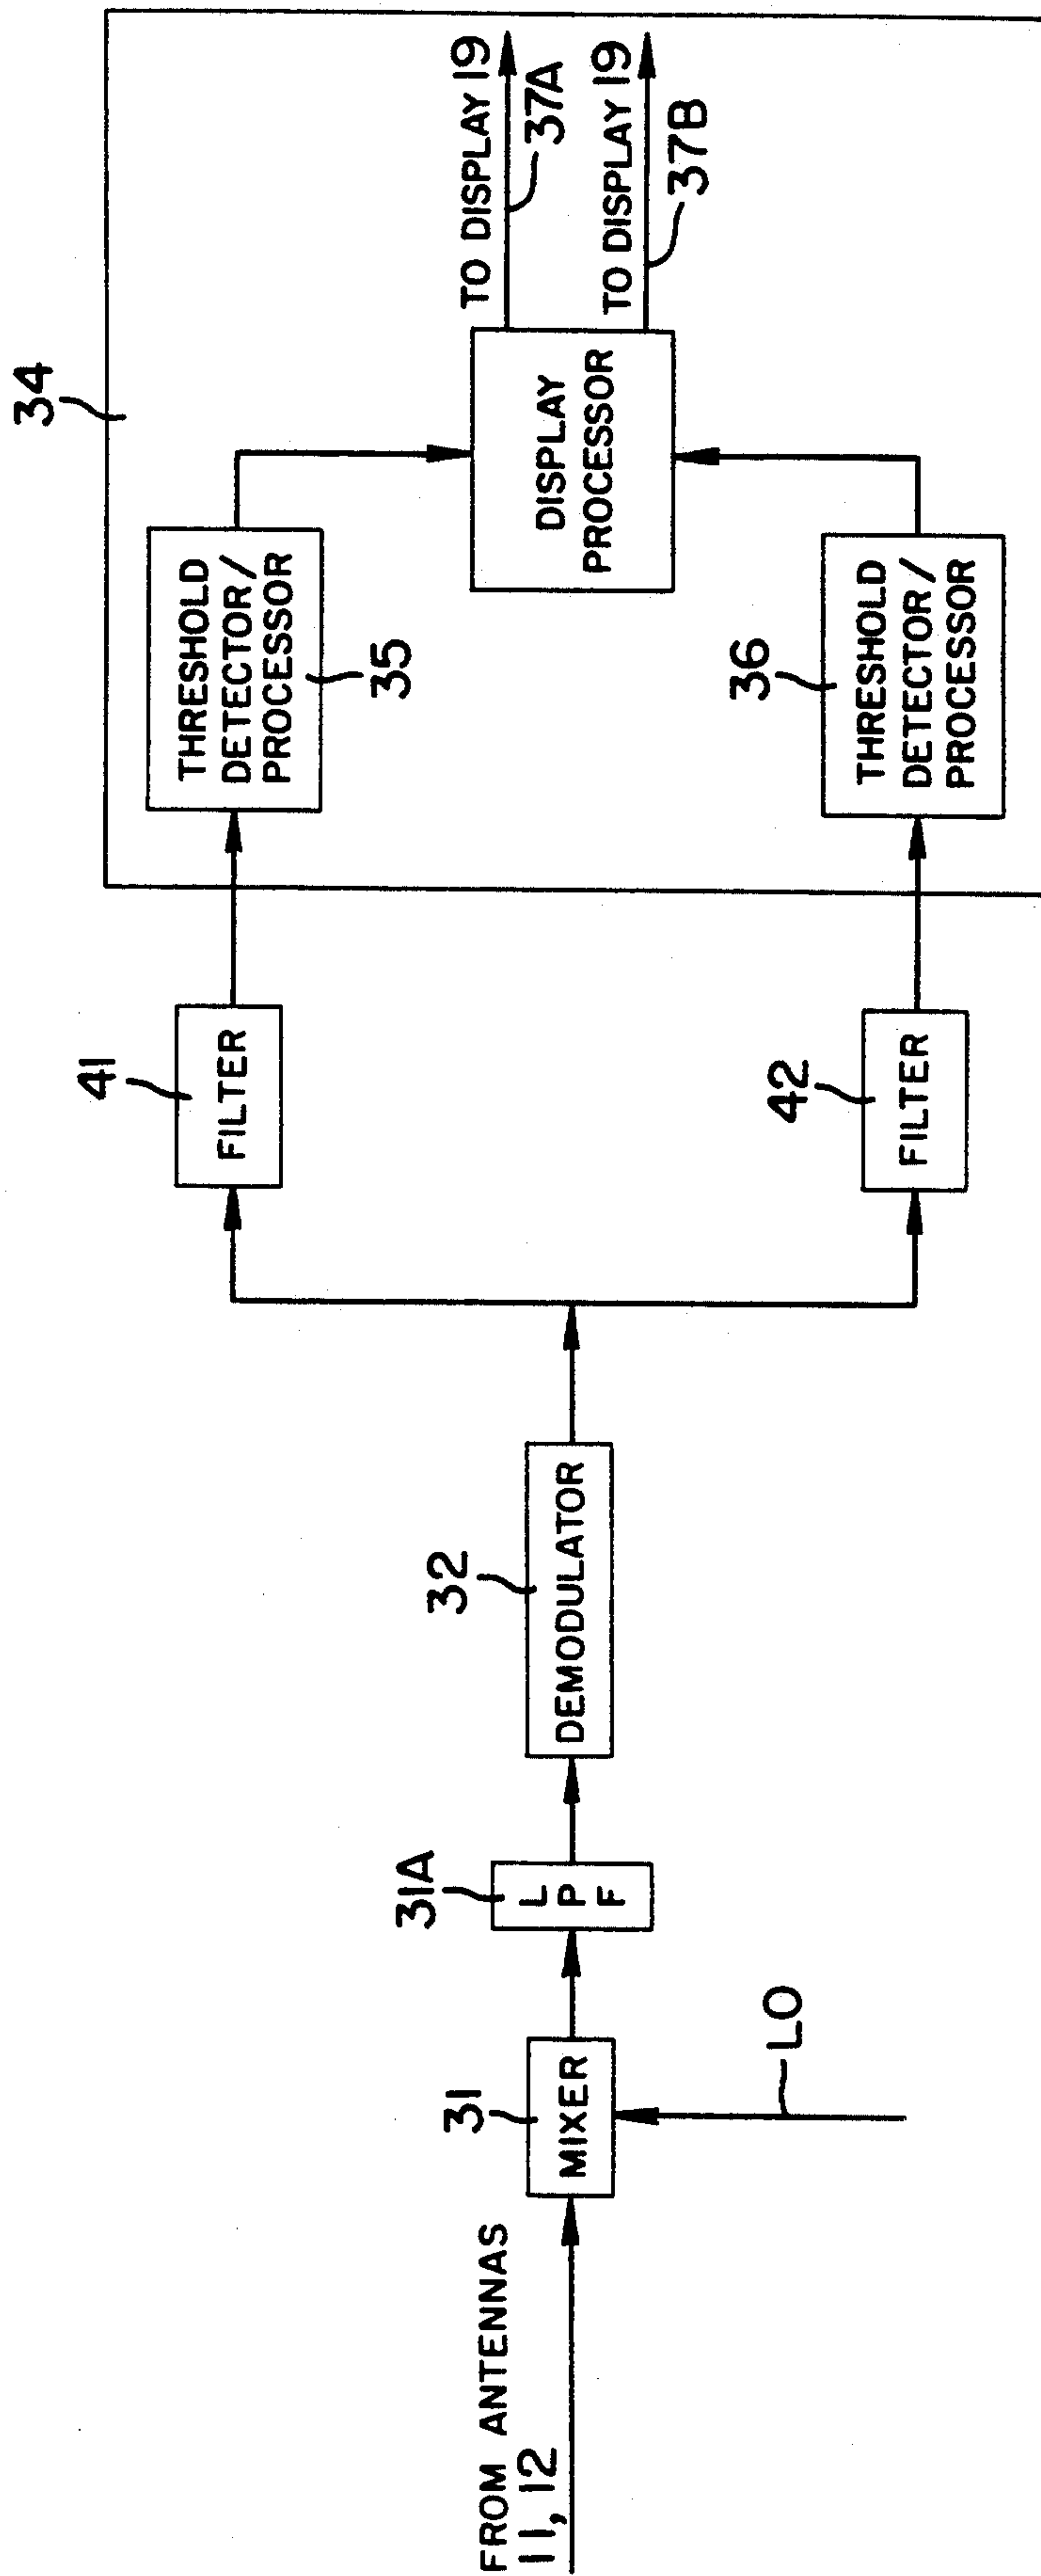 FROM ANTENNAS
11, 12
31
MIXER
LO
31A
L
P
F
32
DEMODULATOR
41
FILTER
42
FILTER
34
THRESHOLD
DETECTOR/
PROCESSOR
35
36
THRESHOLD
DETECTOR/
PROCESSOR
DISPLAY
PROCESSOR
TO DISPLAY 19
37A
TO DISPLAY 19
37B